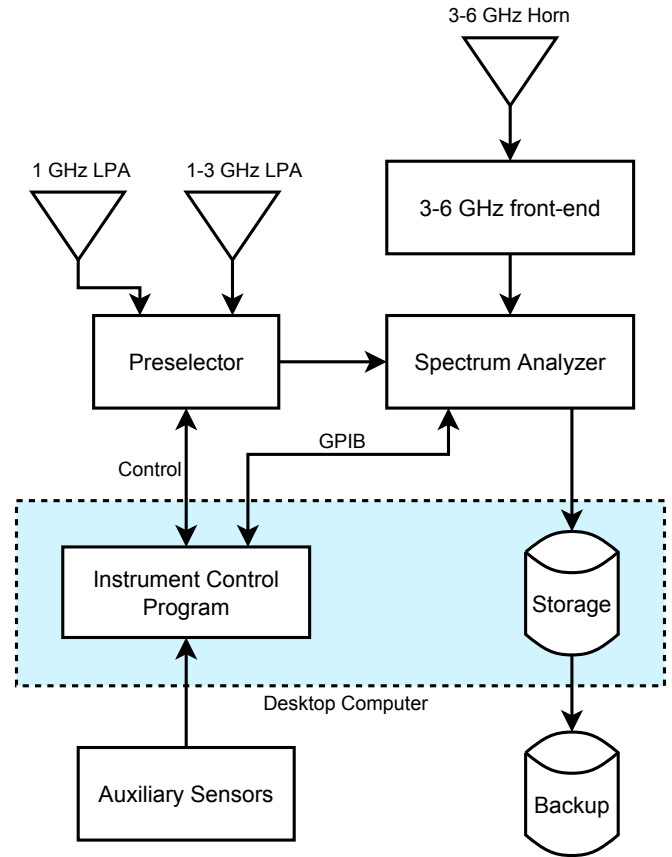 3-6 GHz Horn
1 GHz LPA
1-3 GHz LPA
3-6 GHz front-end
Preselector
Spectrum Analyzer
GPIB
Control
Instrument Control
Program
Storage
Desktop Computer
Auxiliary Sensors
Backup